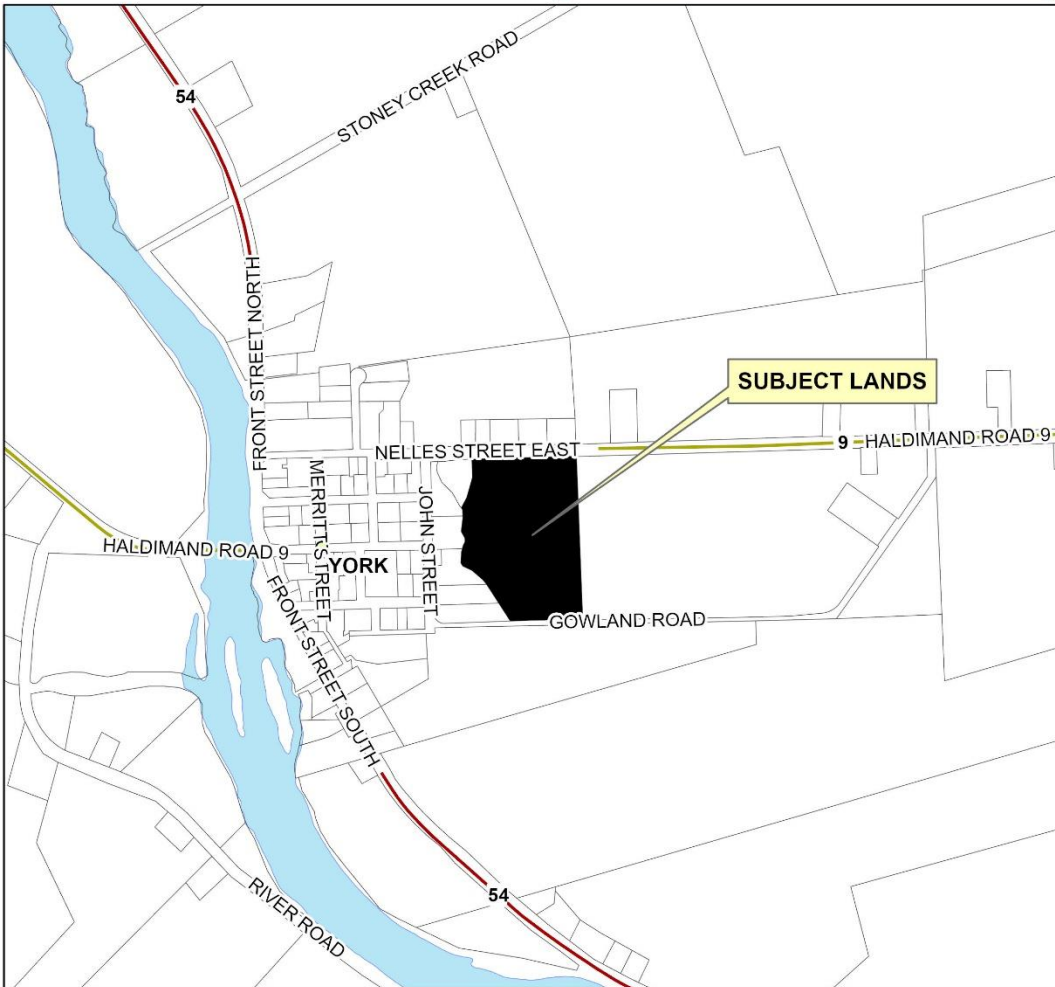 54
STONEY CREEK ROAD
FRONT STREET NORTH
SUBJECT LANDS
NELLES STREET EAST
9
HALDIMAND ROAD 9
MERRITT STREET
JOHN STREET
HALDIMAND ROAD 9
YORK
FRONT STREET SOUTH
GOWLAND ROAD
RIVER ROAD
54